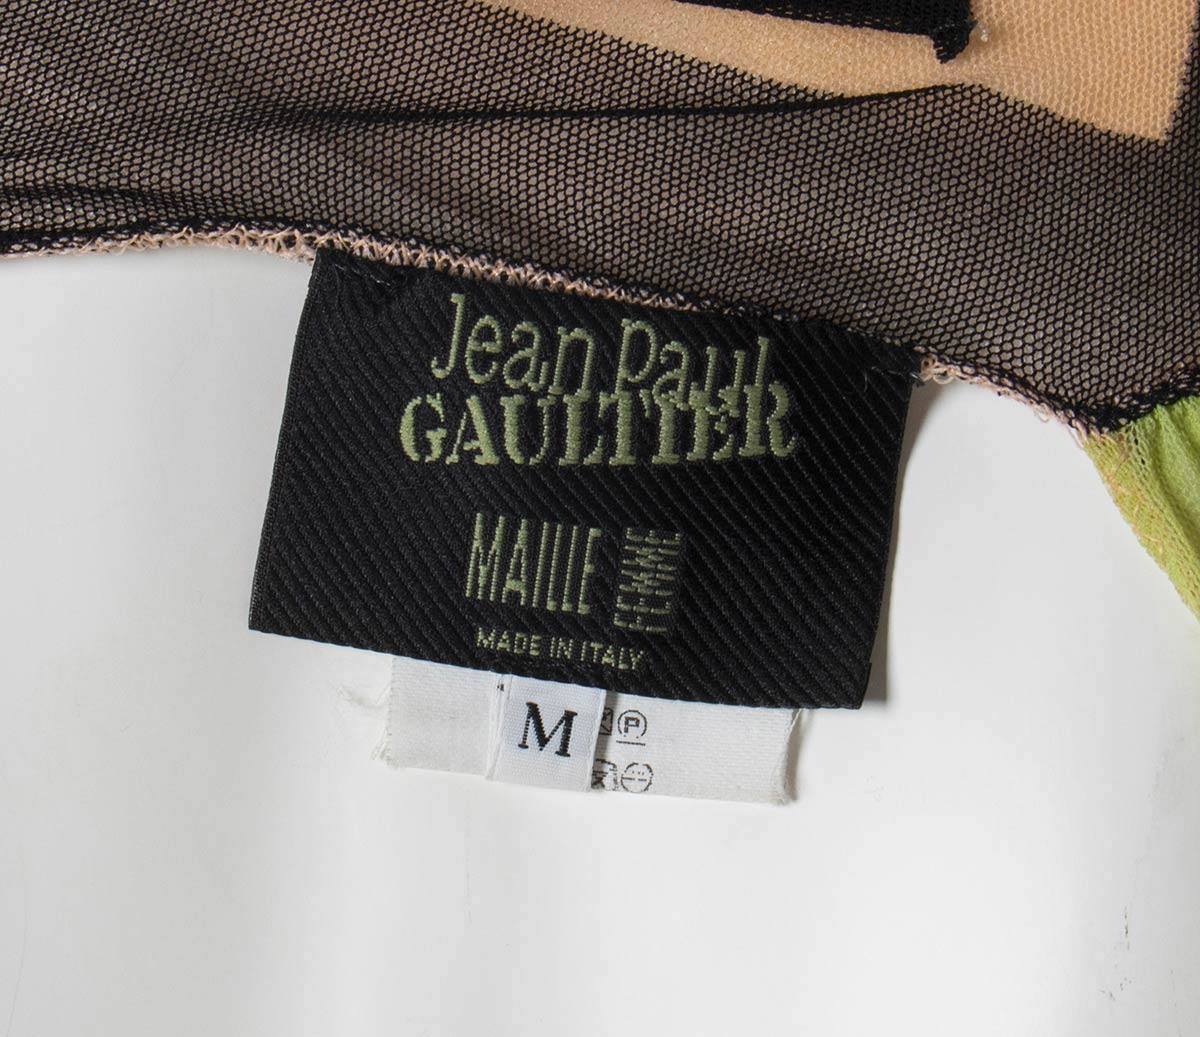 Jean Paul
GAULTIER
MAILLE FEMME
MADE IN ITALY
M
P